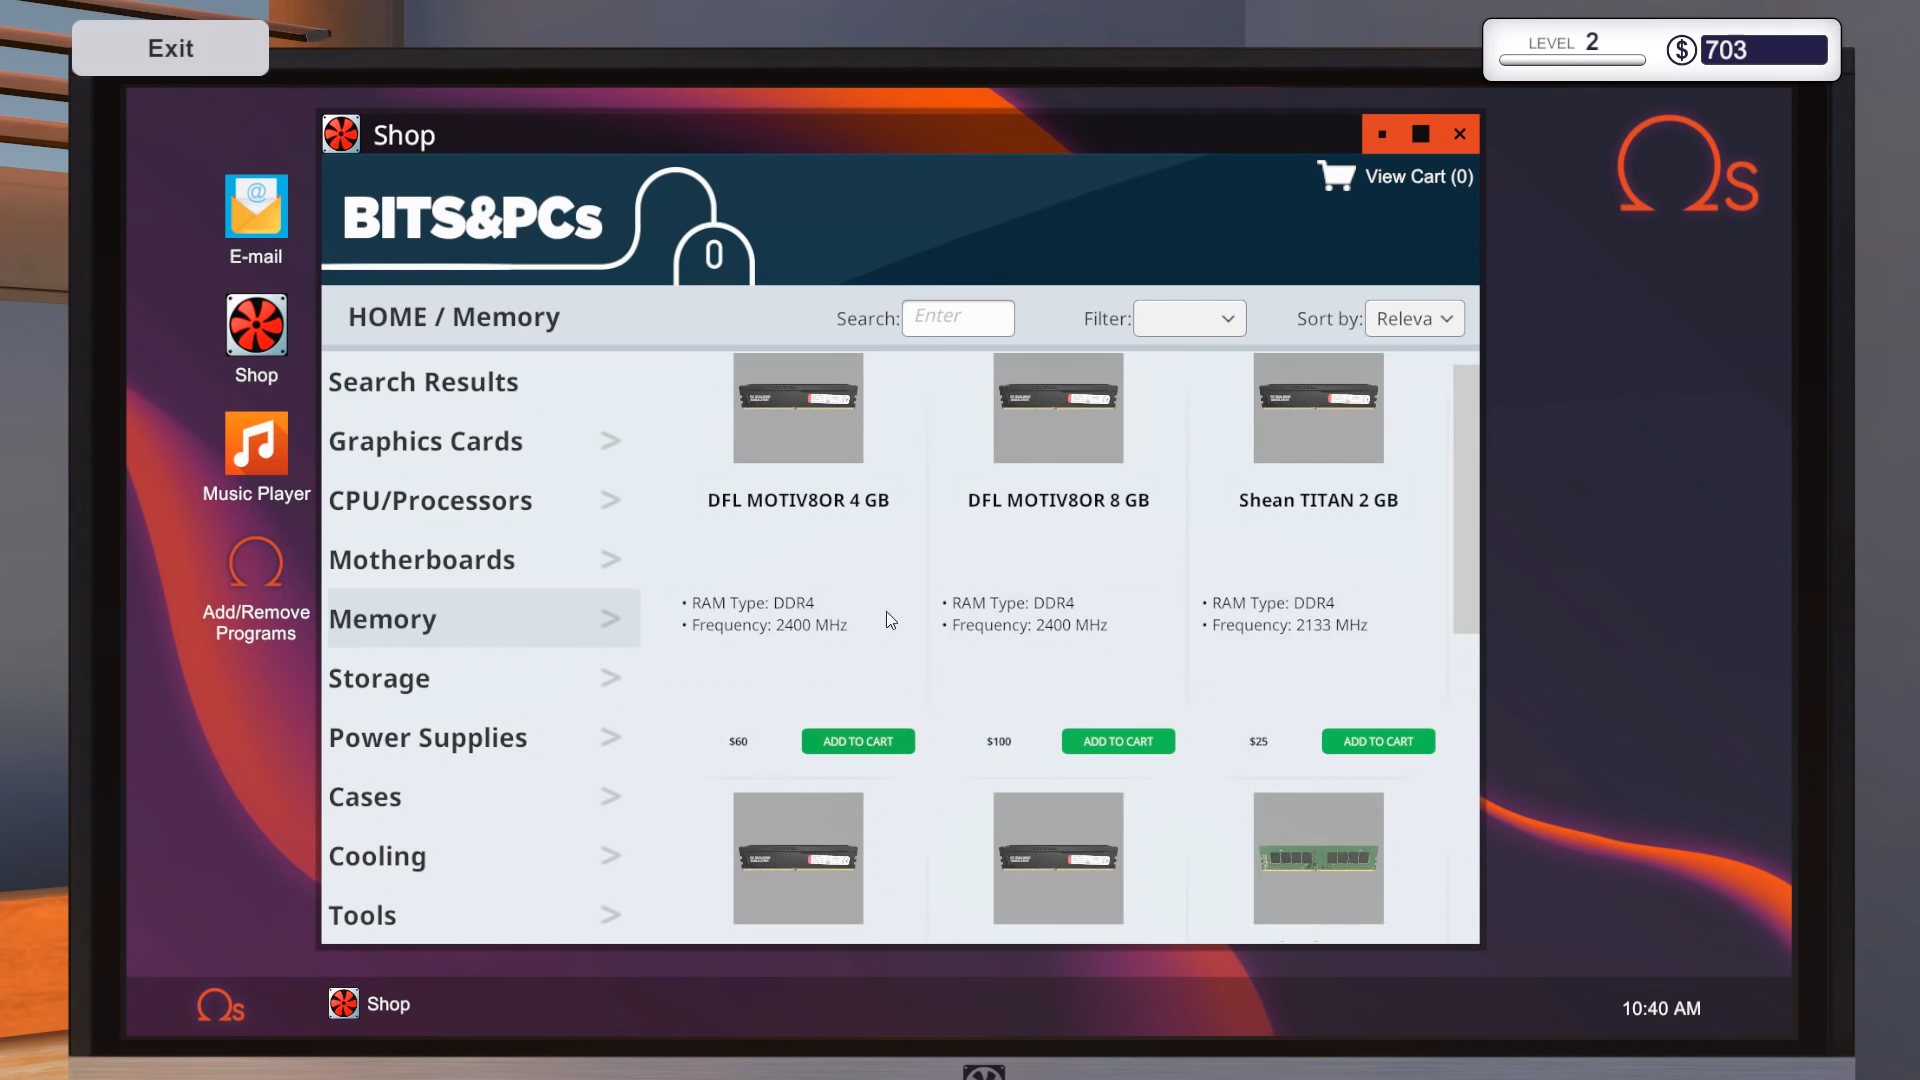 Exit
LEVEL 2
$ 703
Shop
View Cart (0)
BITS&PCs
HOME / Memory
Search: Enter
Filter:
Sort by: Releva
E-mail
Shop
Music Player
Add/Remove
Programs
Search Results
Graphics Cards >
CPU/Processors >
Motherboards >
Memory >
Storage >
Power Supplies >
Cases >
Cooling >
Tools >
DFL MOTIV8OR 4 GB
• RAM Type: DDR4
• Frequency: 2400 MHz
$60
ADD TO CART
DFL MOTIV8OR 8 GB
• RAM Type: DDR4
• Frequency: 2400 MHz
$100
ADD TO CART
Shean TITAN 2 GB
• RAM Type: DDR4
• Frequency: 2133 MHz
$25
ADD TO CART
Ωs
Ωs
Shop
10:40 AM